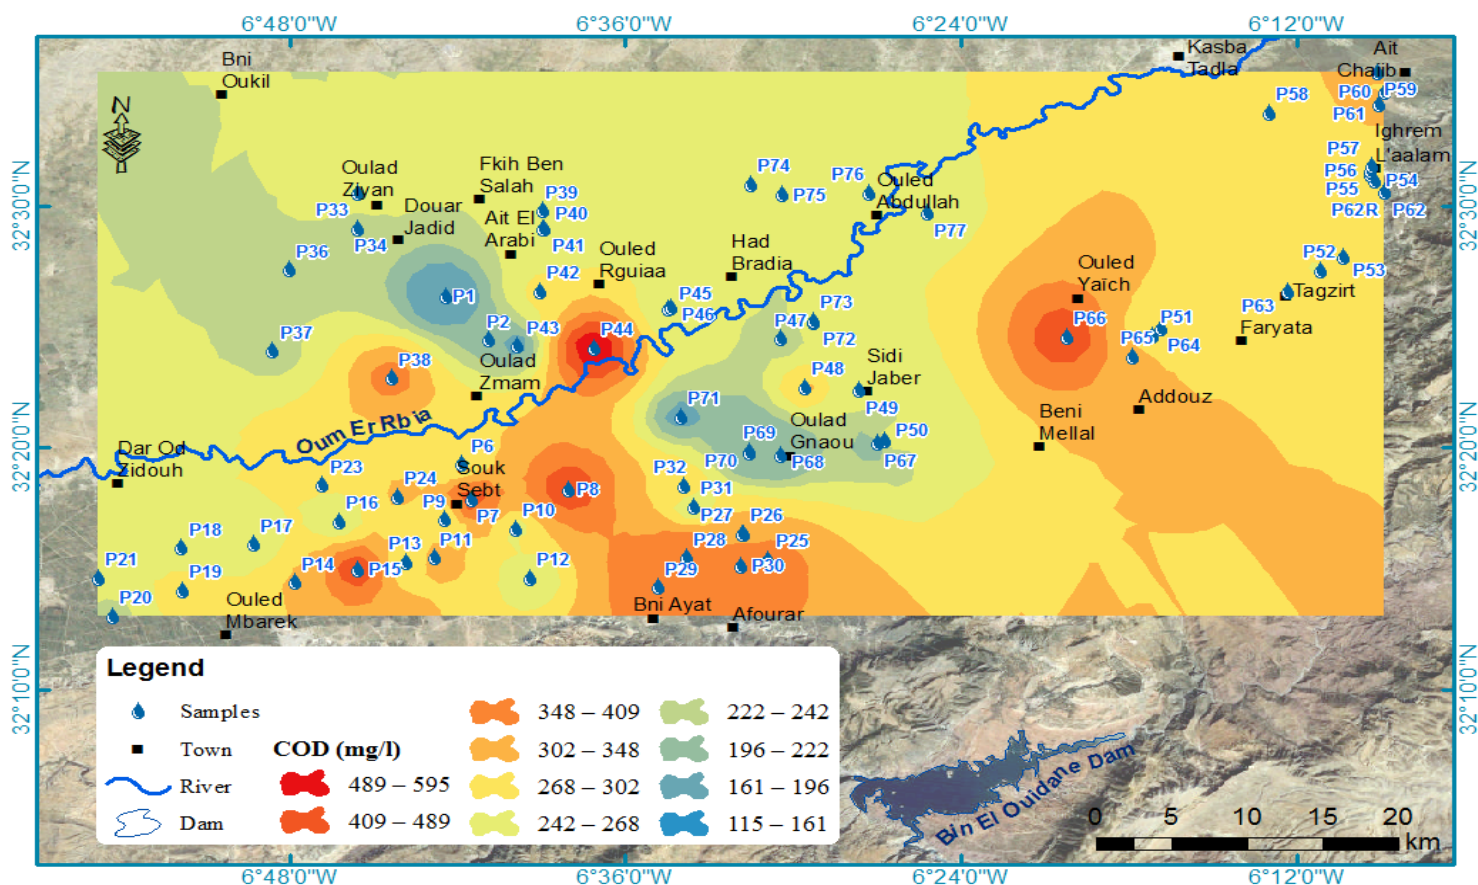 6°48'0"W
6°36'0"W
6°24'0"W
6°12'0"W
Kasba
Tadla
Ait
Chajib
Bni
Oukil
N
P60
P59
P58
P61
Ighrem
L'aalam
P57
P56
P54
P55
P62R
P62
32°30'0"N
32°30'0"N
Oulad
Ziyan
Fkih Ben
Salah
P74
P76
P75
Ouled
Abdullah
P39
P33
Douar
Jadid
Ait El
Arabi
P40
P34
P41
P77
P36
Ouled
Rguiaa
Had
Bradia
P52
P53
Ouled
Yaïch
P42
P1
P45
P46
P73
P63
Tagzirt
Faryata
P2
P43
P44
P47
P72
P66
P65
P51
P64
P37
P38
Oulad
Zmam
Sidi
Jaber
P48
P71
P49
Addouz
Beni
Mellal
Oum Er Rbia
Oulad
Gnaou
P50
P69
P70
P68
P67
32°20'0"N
32°20'0"N
Dar Od
Zidouh
P6
Souk
Sebt
P23
P24
P9
P8
P32
P31
P16
P7
P10
P27
P26
P18
P17
P13
P11
P28
P25
P21
P19
P14
P15
P12
P29
P30
P20
Ouled
Mbarek
Bni Ayat
Afourar
32°10'0"N
32°10'0"N
Legend
Samples
Town
River
Dam
COD (mg/l)
489 – 595
409 – 489
348 – 409
302 – 348
268 – 302
242 – 268
222 – 242
196 – 222
161 – 196
115 – 161
Bin El Ouidane Dam
0 5 10 15 20
km
6°48'0"W
6°36'0"W
6°24'0"W
6°12'0"W